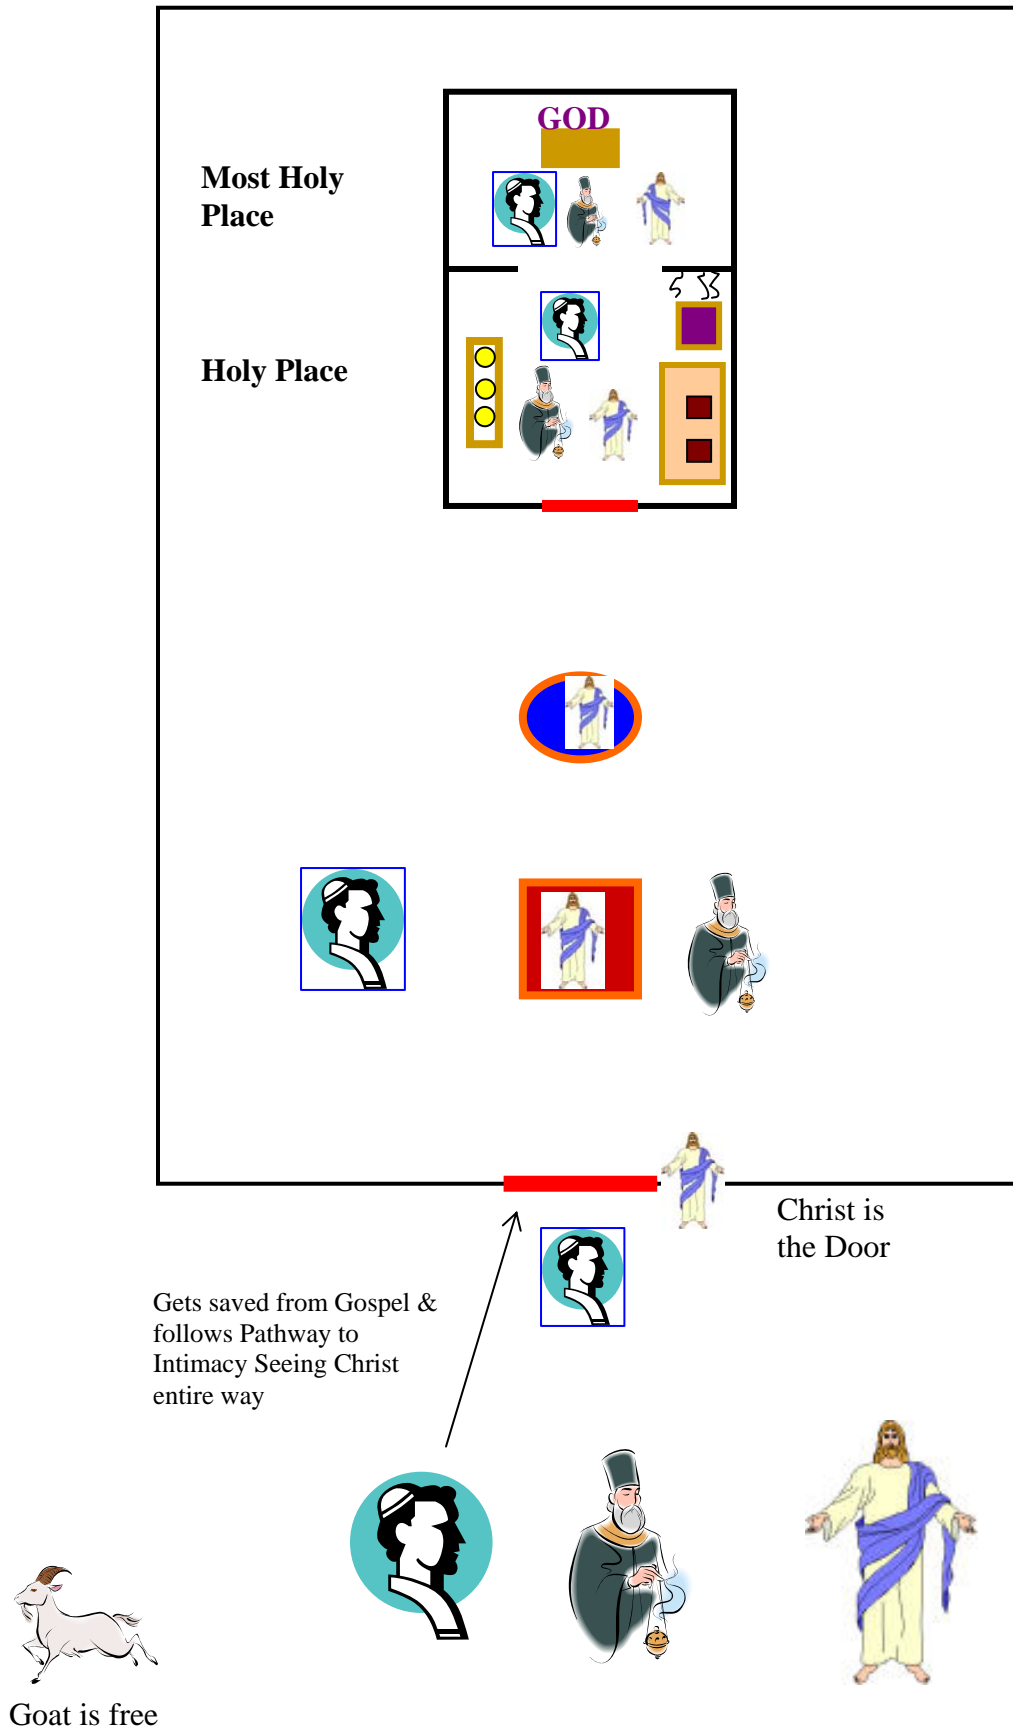 GOD
Most Holy
Place
Holy Place
Christ is
the Door
Gets saved from Gospel &
follows Pathway to
Intimacy Seeing Christ
entire way
Goat is free